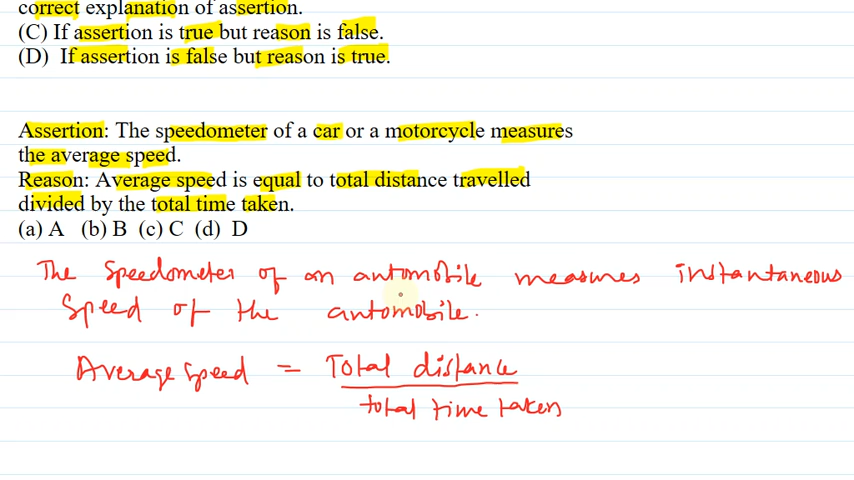 correct explanation of assertion.
(C) If assertion is true but reason is false.
(D) If assertion is false but reason is true.
Assertion: The speedometer of a car or a motorcycle measures
the average speed.
Reason: Average speed is equal to total distance travelled
divided by the total time taken.
(a) A (b) B (c) C (d) D
The Speedometer of an automobile measures instantaneous
Speed of the automobile.
Average Speed = Total distance
total time taken